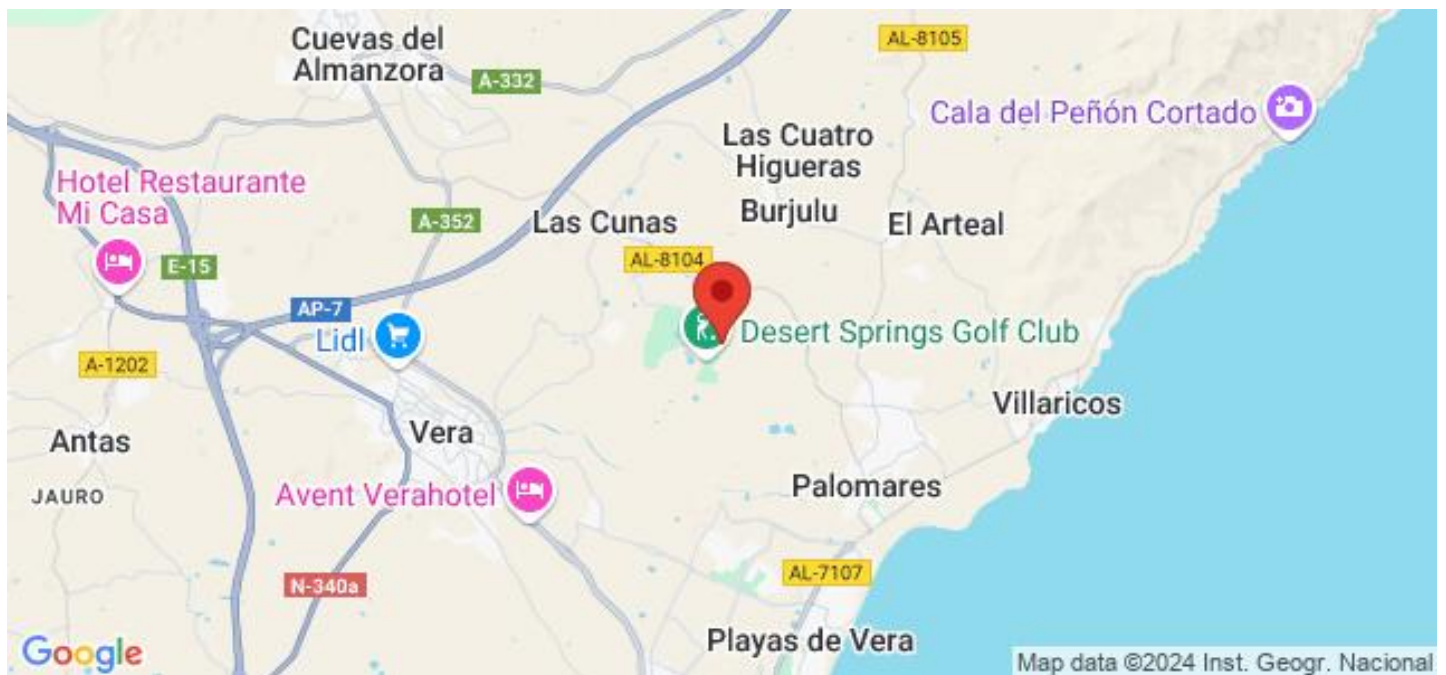 Cuevas del
Almanzora
AL-8105
A-332
Cala del Peñón Cortado
Las Cuatro
Higueras
Hotel Restaurante
Mi Casa
A-352
Las Cunas
Burjulu
El Arteal
E-15
AL-8104
AP-7
Lidl
Desert Springs Golf Club
A-1202
Villaricos
Antas
Vera
JAURO
Avent Verahotel
Palomares
N-340a
AL-7107
Playas de Vera
Google
Map data ©2024 Inst. Geogr. Nacional